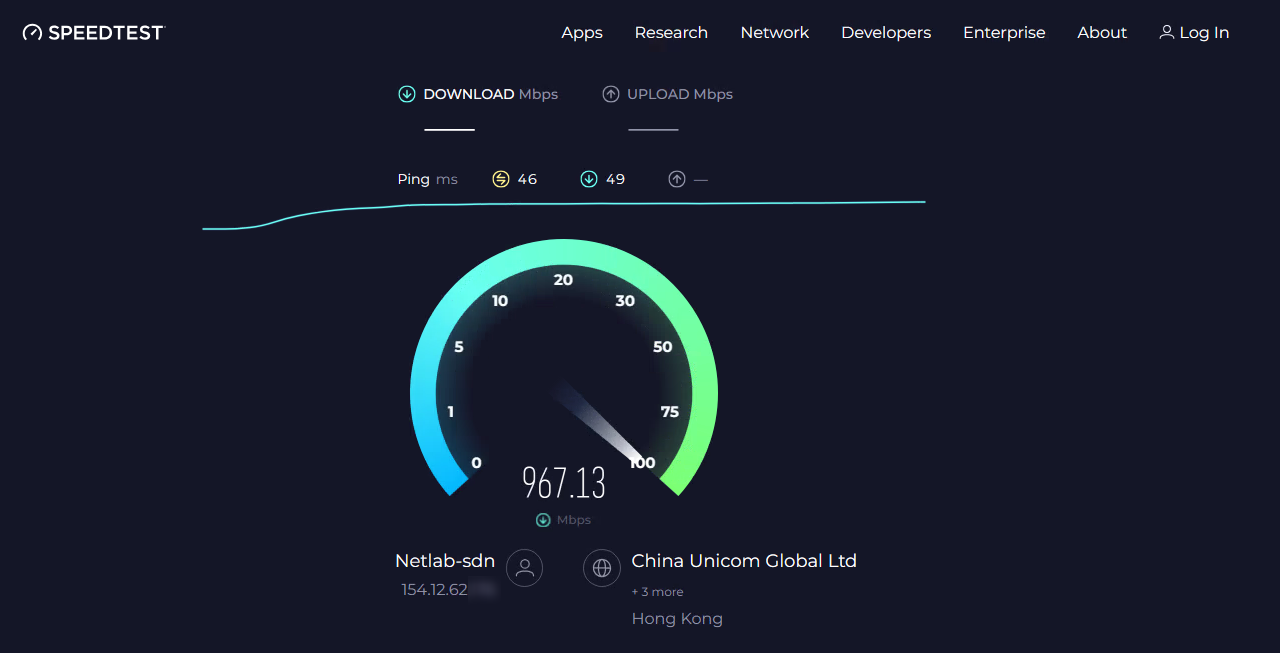 SPEEDTEST
Apps Research Network Developers Enterprise About Log In
DOWNLOAD Mbps UPLOAD Mbps
Ping ms 46 49 —
20
10 30
5 50
1 75
0 100
967.13
Mbps
Netlab-sdn China Unicom Global Ltd
154.12.62 + 3 more
Hong Kong